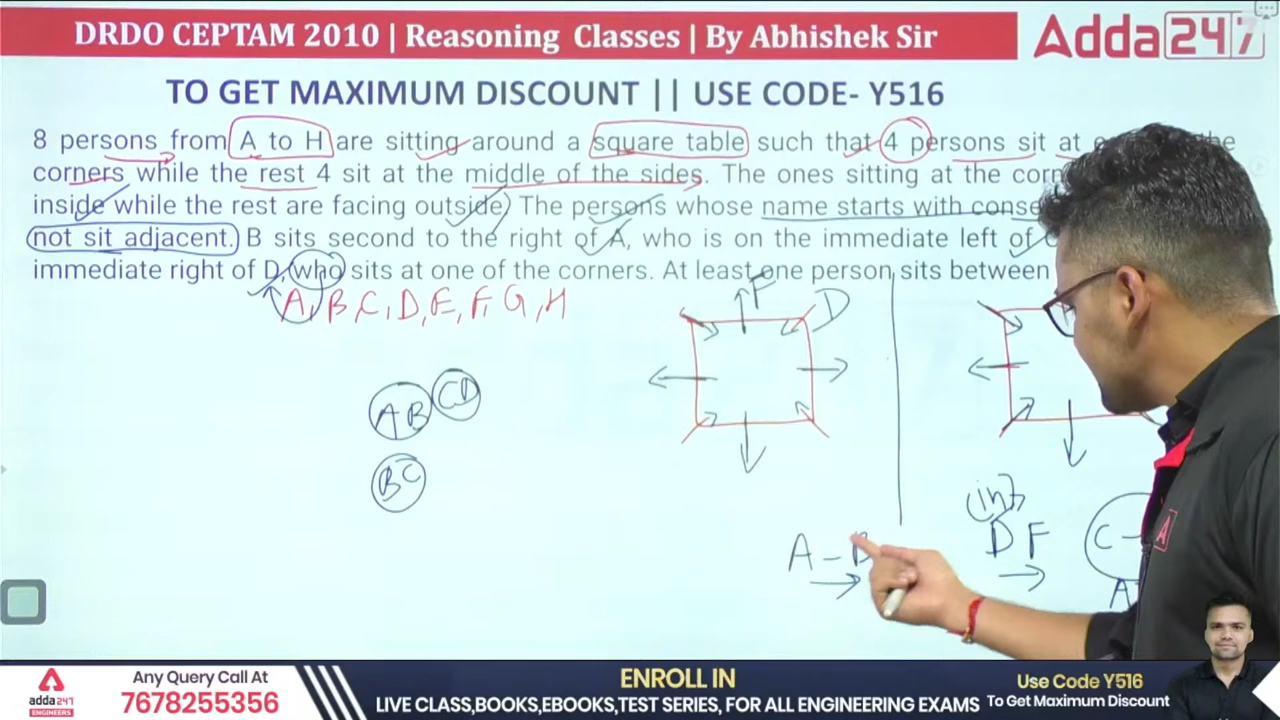 DRDO CEPTAM 2010 | Reasoning Classes | By Abhishek Sir
Adda247
TO GET MAXIMUM DISCOUNT || USE CODE- Y516
8 persons from A to H are sitting around a square table such that 4 persons sit at
corners while the rest 4 sit at the middle of the sides. The ones sitting at the
inside while the rest are facing outside. The persons whose name starts with
not sit adjacent. B sits second to the right of A, who is on the immediate left of
immediate right of D, who sits at one of the corners. At least one person sits between
A, B, C, D, E, F, G, H
F
D
AB
CD
BC
A - B
(in)
D F
C -
A
A
adda247
ENGINEERS
Any Query Call At
7678255356
ENROLL IN
LIVE CLASS,BOOKS,EBOOKS,TEST SERIES, FOR ALL ENGINEERING EXAMS
Use Code Y516
To Get Maximum Discount